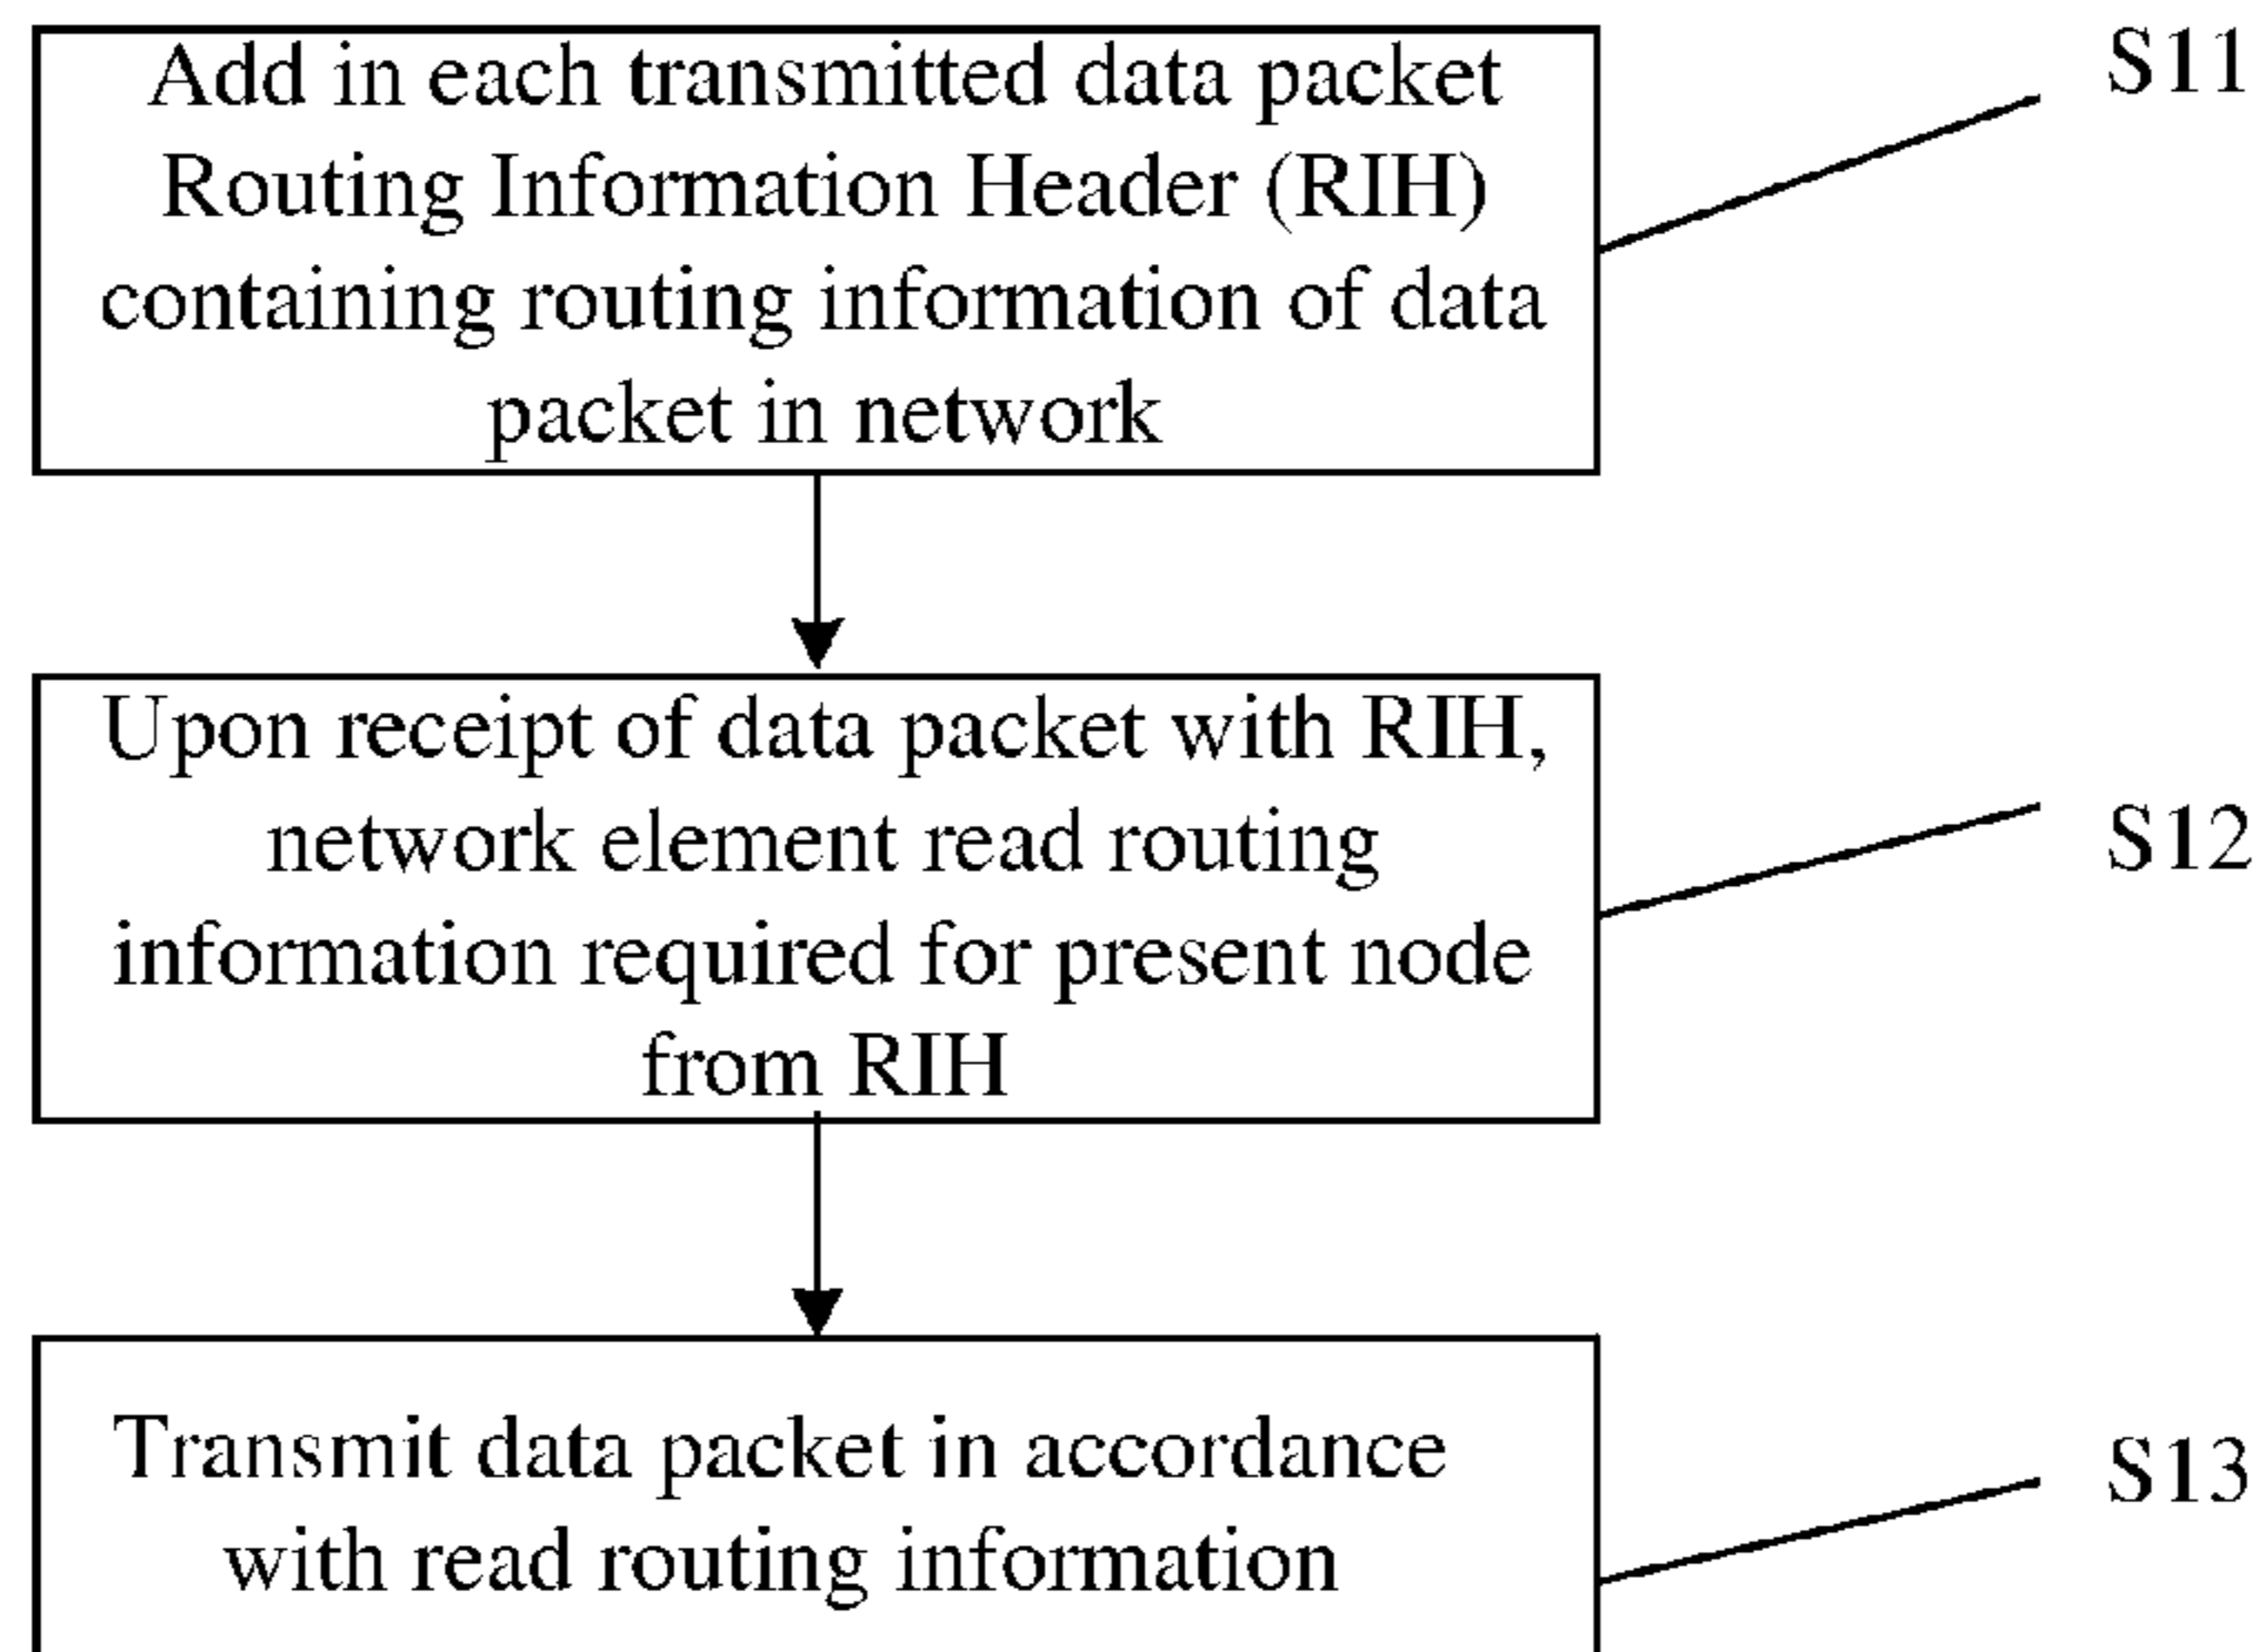 Add in each transmitted data packet
Routing Information Header (RIH)
containing routing information of data
packet in network
S11
Upon receipt of data packet with RIH,
network element read routing
information required for present node
from RIH
S12
Transmit data packet in accordance
with read routing information
S13